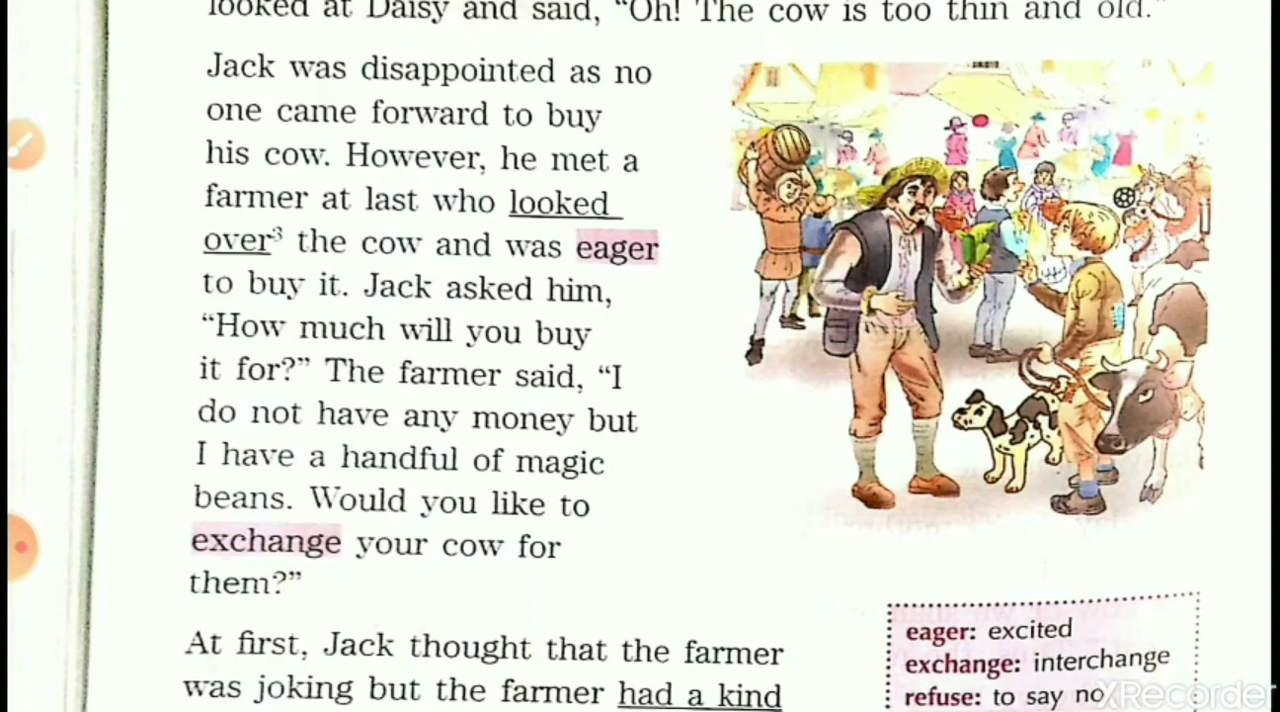 looked at Daisy and said, “Oh! The cow is too thin and old.”
Jack was disappointed as no
one came forward to buy
his cow. However, he met a
farmer at last who looked
over³ the cow and was eager
to buy it. Jack asked him,
“How much will you buy
it for?” The farmer said, “I
do not have any money but
I have a handful of magic
beans. Would you like to
exchange your cow for
them?”
At first, Jack thought that the farmer
was joking but the farmer had a kind
eager: excited
exchange: interchange
refuse: to say no
XRecorder